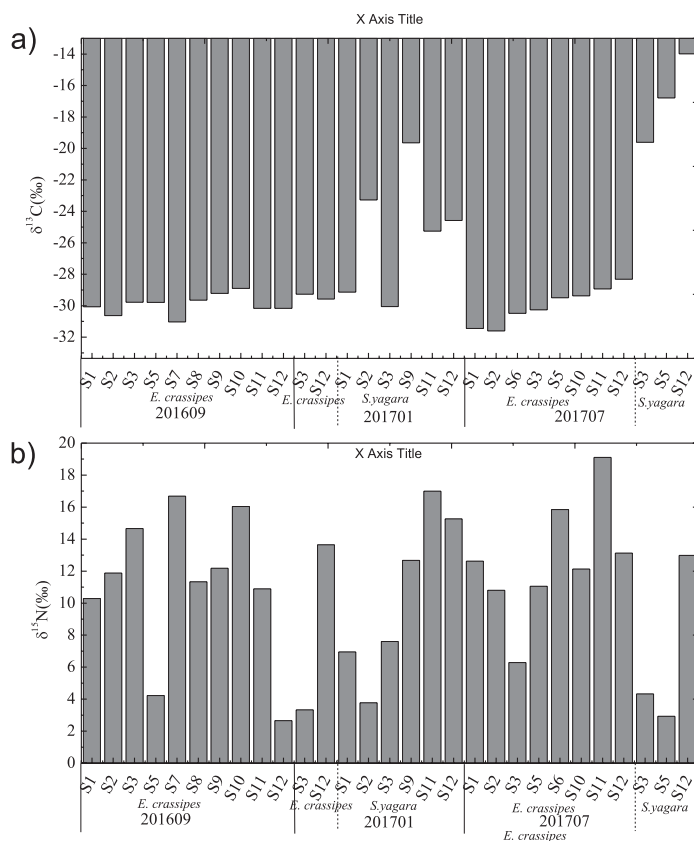 X Axis Title
a)
-13
-14
-16
-18
-20
-22
-24
-26
-28
-30
-32
δ¹³C(‰)
S1 S2 S3 S5 S7 S8 S9 S10 S11 S12 S3 S12 S1 S2 S3 S9 S11 S12 S1 S2 S6 S3 S5 S10 S11 S12 S3 S5 S12
E. crassipes E. crassipes S.yagara E. crassipes S.yagara
201609 201701 201707
b)
X Axis Title
20
18
16
14
12
10
8
6
4
2
0
δ¹⁵N(‰)
S1 S2 S3 S5 S7 S8 S9 S10 S11 S12 S3 S12 S1 S2 S3 S9 S11 S12 S1 S2 S3 S5 S6 S10 S11 S12 S3 S5 S12
E. crassipes E. crassipes S.yagara E. crassipes S.yagara
201609 201701 201707
E. crassipes